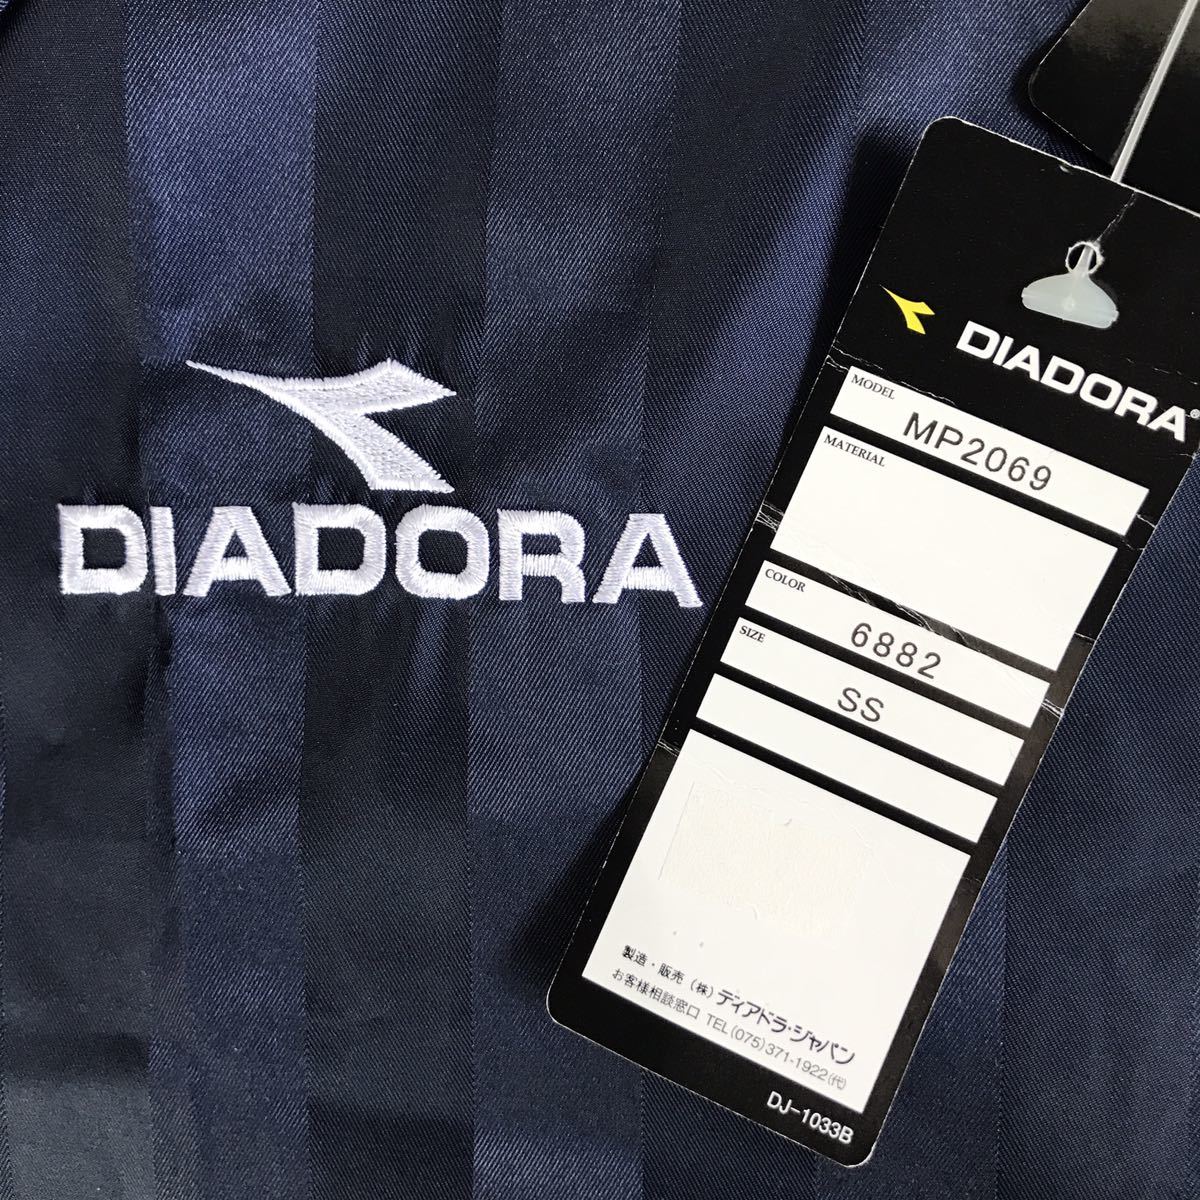 DIADORA
DIADORA®
MODEL
MP2069
MATERIAL
COLOR
6882
SIZE
SS
製造・販売 (株) ディアドラ・ジャパン
お客様相談窓口 TEL(075)371-1922(代)
DJ-1033B